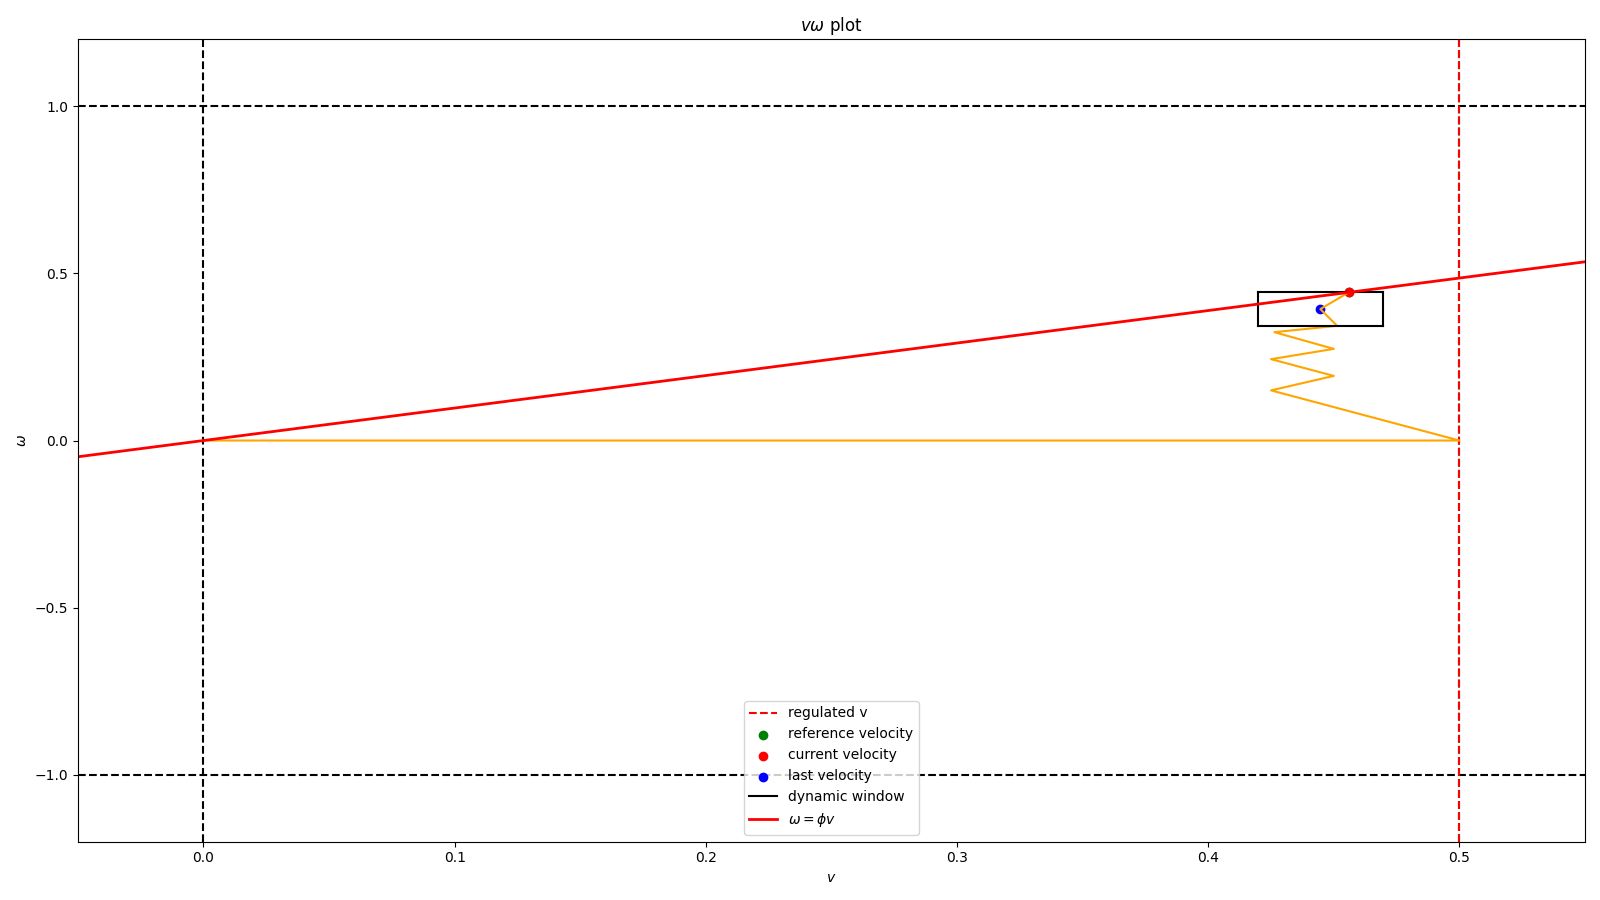 vω plot
1.0
0.5
0.0
−0.5
−1.0
ω
regulated v
reference velocity
current velocity
last velocity
dynamic window
ω = ϕv
0.0 0.1 0.2 0.3 0.4 0.5
v